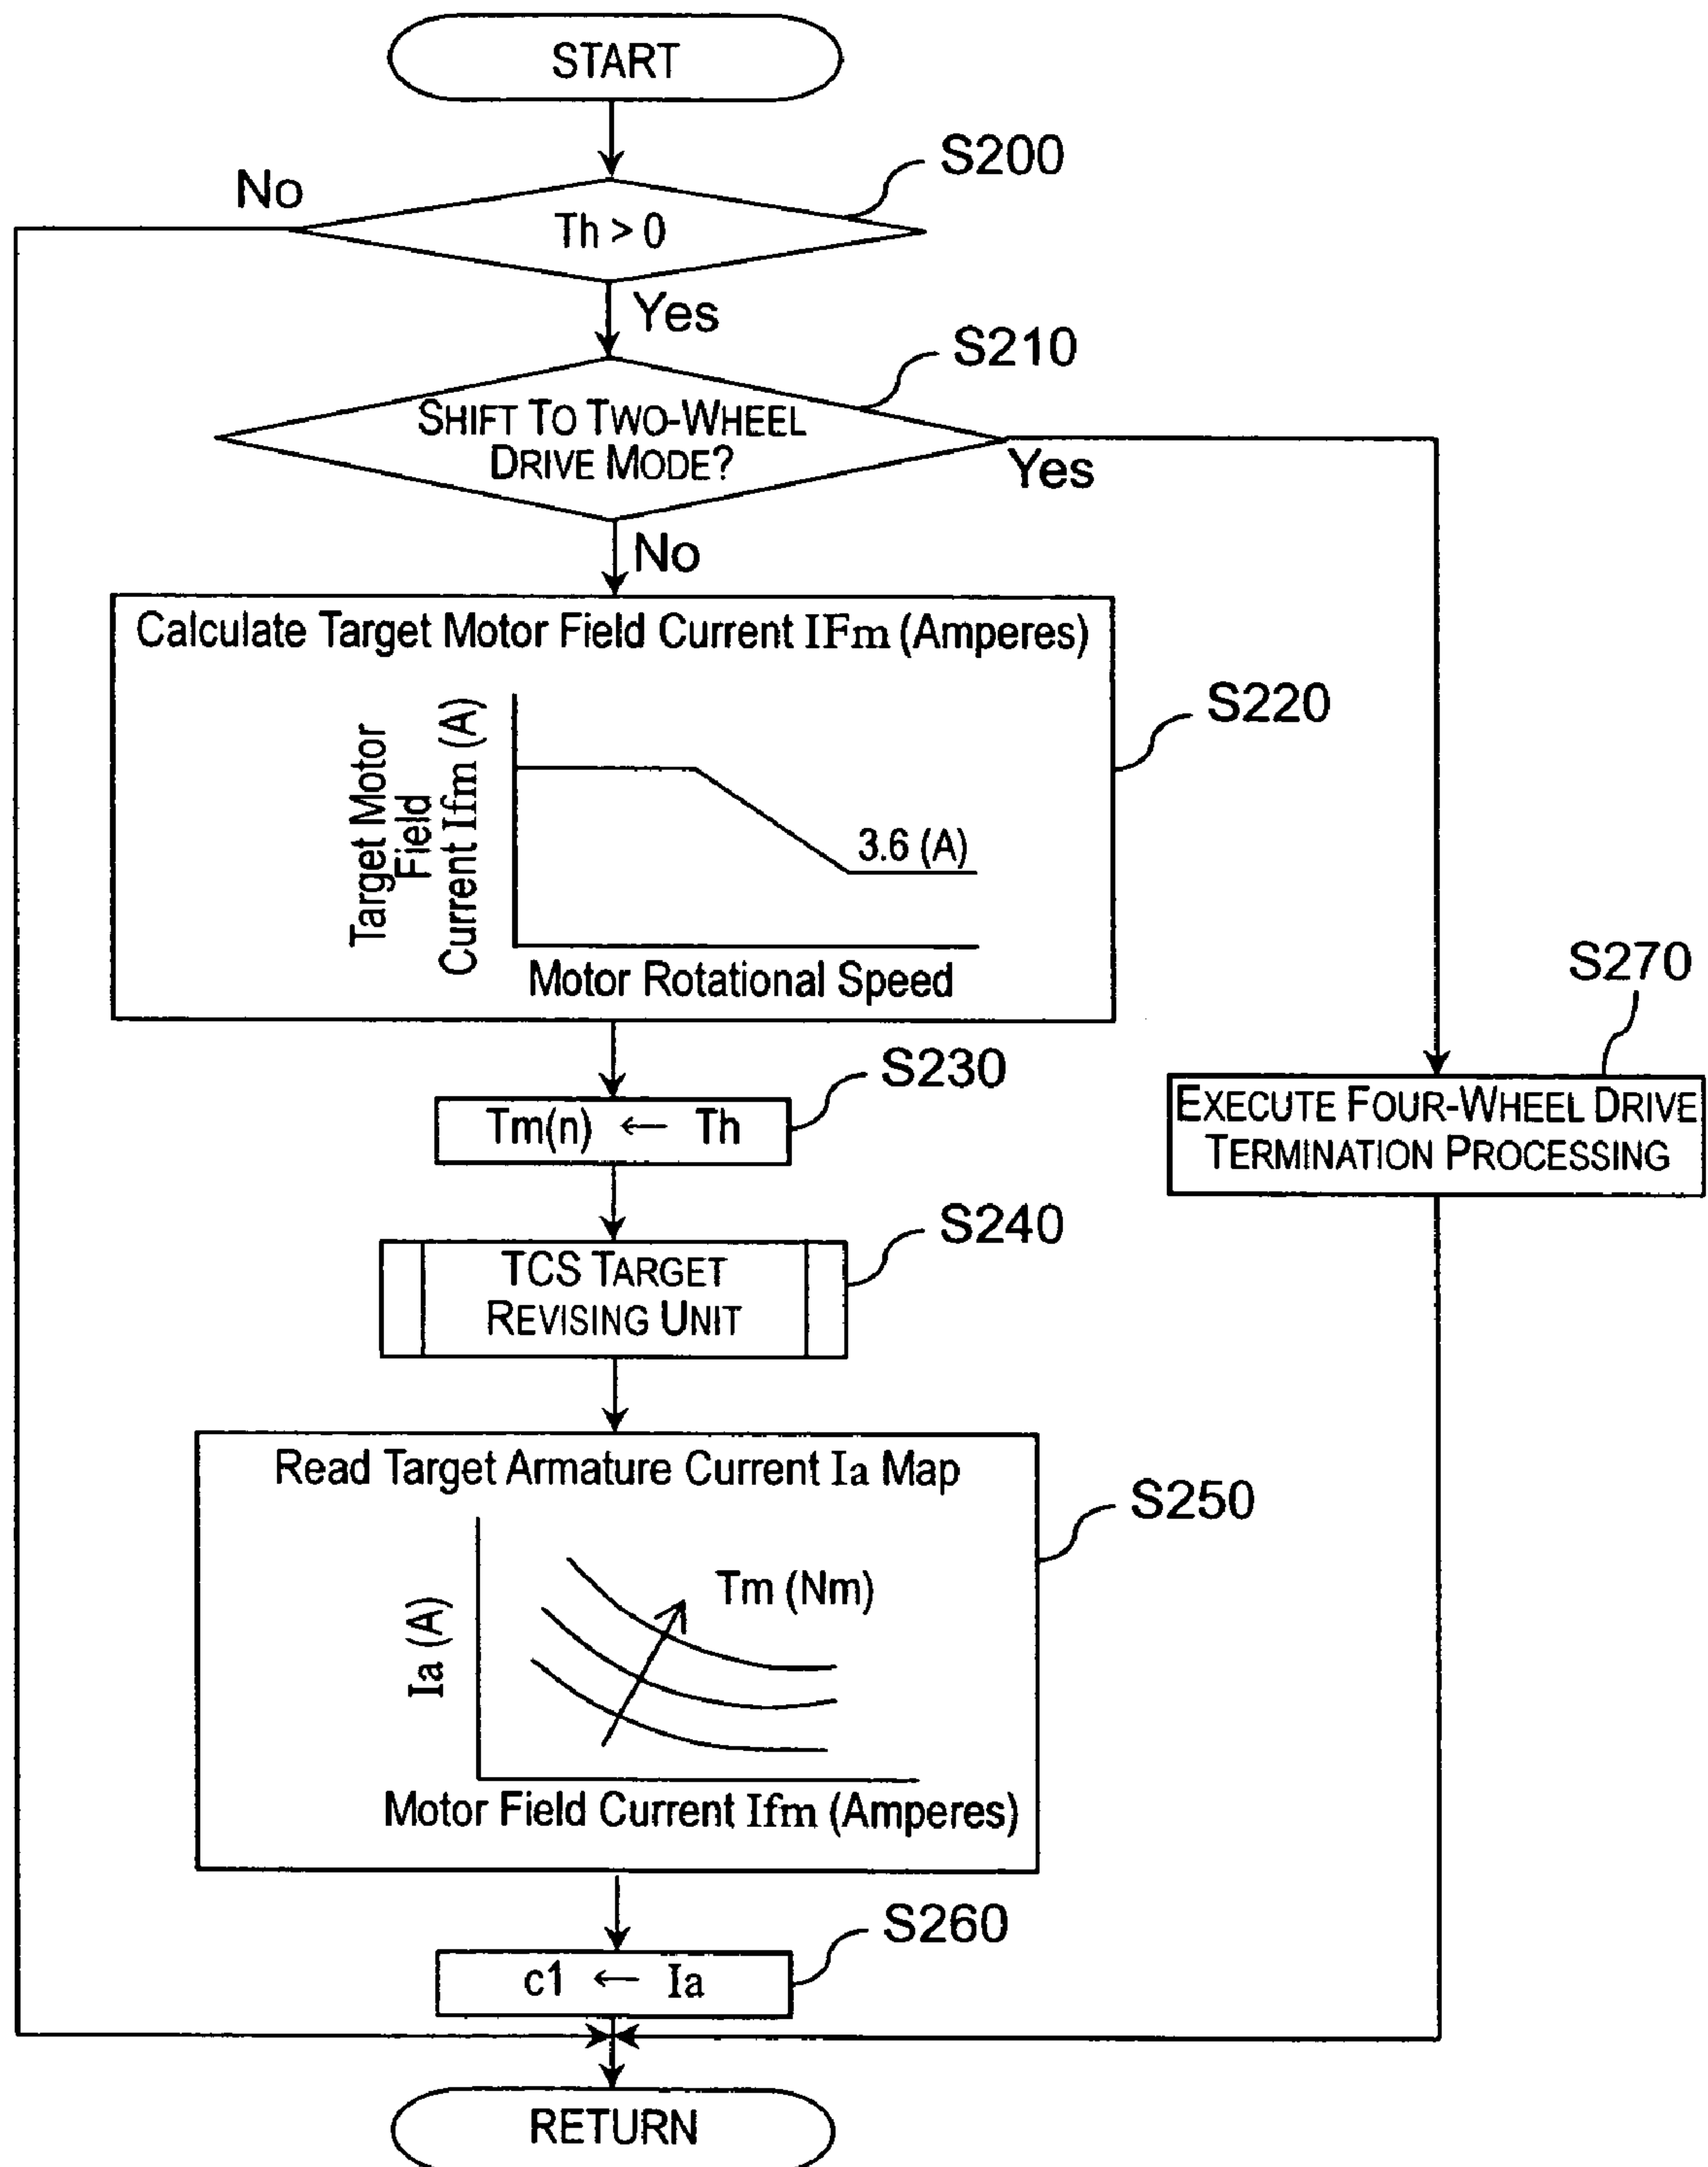 START
S200
No
Th > 0
Yes
S210
SHIFT TO TWO-WHEEL
DRIVE MODE?
Yes
No
Calculate Target Motor Field Current IFm (Amperes)
S220
Target Motor
Field
Current Ifm (A)
3.6 (A)
Motor Rotational Speed
S270
S230
Tm(n) ← Th
EXECUTE FOUR-WHEEL DRIVE
TERMINATION PROCESSING
S240
TCS TARGET
REVISING UNIT
Read Target Armature Current Ia Map
S250
Tm (Nm)
Ia (A)
Motor Field Current Ifm (Amperes)
S260
c1 ← Ia
RETURN